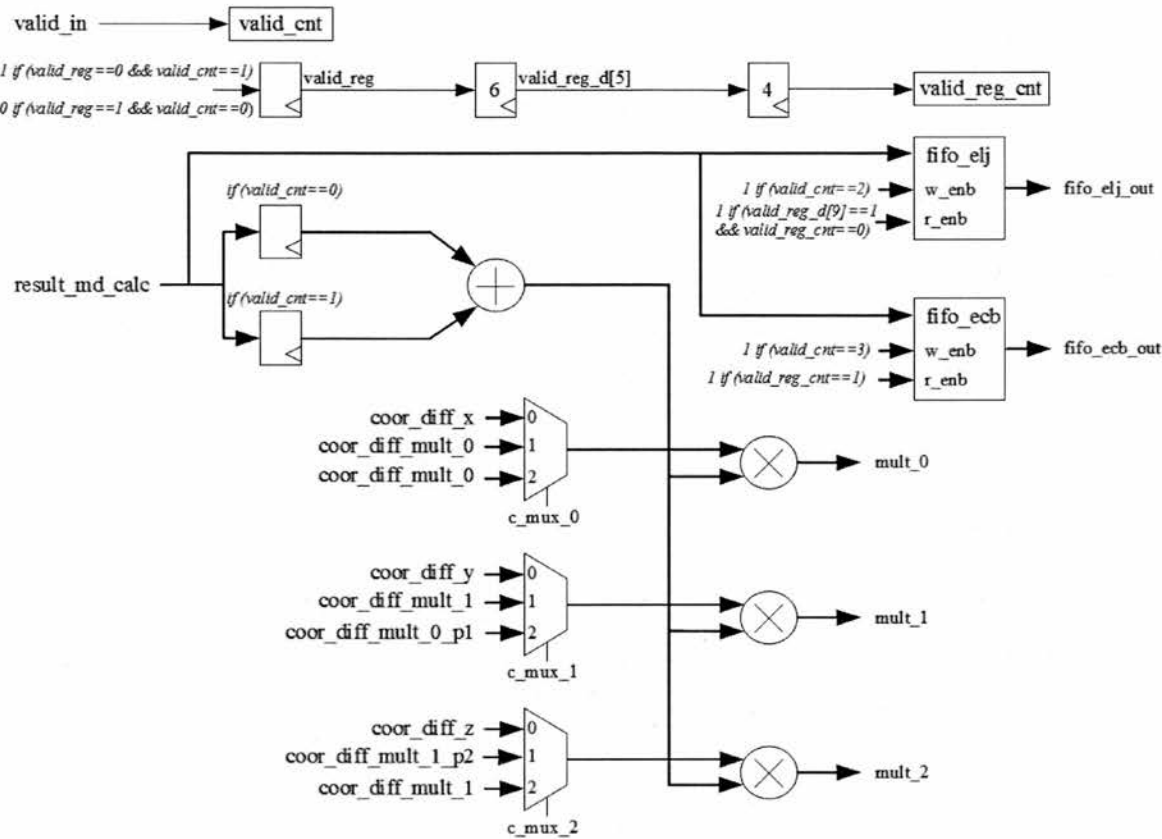 valid_in
valid_cnt
1 if (valid_reg==0 && valid_cnt==1)
0 if (valid_reg==1 && valid_cnt==0)
valid_reg
6
valid_reg_d[5]
4
valid_reg_cnt
fifo_elj
1 if (valid_cnt==2)
w_enb
1 if (valid_reg_d[9]==1
&& valid_reg_cnt==0)
r_enb
fifo_elj_out
if (valid_cnt==0)
result_md_calc
if (valid_cnt==1)
fifo_ecb
1 if (valid_cnt==3)
w_enb
1 if (valid_reg_cnt==1)
r_enb
fifo_ecb_out
coor_diff_x
0
coor_diff_mult_0
1
coor_diff_mult_0
2
c_mux_0
mult_0
coor_diff_y
0
coor_diff_mult_1
1
coor_diff_mult_0_p1
2
c_mux_1
mult_1
coor_diff_z
0
coor_diff_mult_1_p2
1
coor_diff_mult_1
2
c_mux_2
mult_2